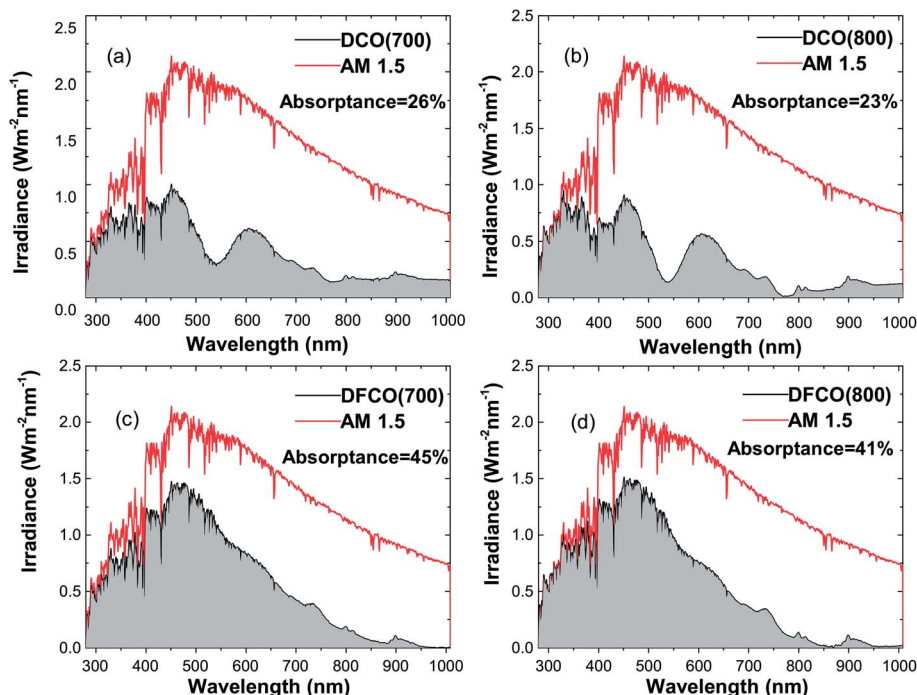 (a)
DCO(700)
AM 1.5
Absorptance=26%
Irradiance (Wm-2nm-1)
2.5
2.0
1.5
1.0
0.5
0.0
300 400 500 600 700 800 900 1000
Wavelength (nm)
(b)
DCO(800)
AM 1.5
Absorptance=23%
Irradiance (Wm-2nm-1)
2.5
2.0
1.5
1.0
0.5
0.0
300 400 500 600 700 800 900 1000
Wavelength (nm)
(c)
DFCO(700)
AM 1.5
Absorptance=45%
Irradiance (Wm-2nm-1)
2.5
2.0
1.5
1.0
0.5
0.0
300 400 500 600 700 800 900 1000
Wavelength (nm)
(d)
DFCO(800)
AM 1.5
Absorptance=41%
Irradiance (Wm-2nm-1)
2.5
2.0
1.5
1.0
0.5
0.0
300 400 500 600 700 800 900 1000
Wavelength (nm)